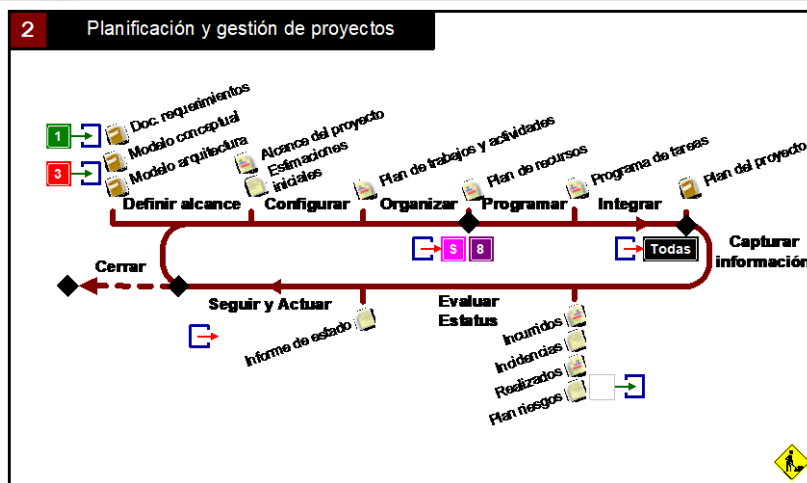 2 Planificación y gestión de proyectos
1
3
Doc. requerimientos
Modelo conceptual
Modelo arquitectura
Alcance del proyecto
Estimaciones
iniciales
Plan de trabajos y actividades
Plan de recursos
Programa de tareas
Plan del proyecto
Definir alcance
Configurar
Organizar
Programar
Integrar
S 8
Todas
Capturar
información
Cerrar
Seguir y Actuar
Evaluar
Estatus
Informe de estado
Incurridos
Incidencias
Realizados
Plan riesgos